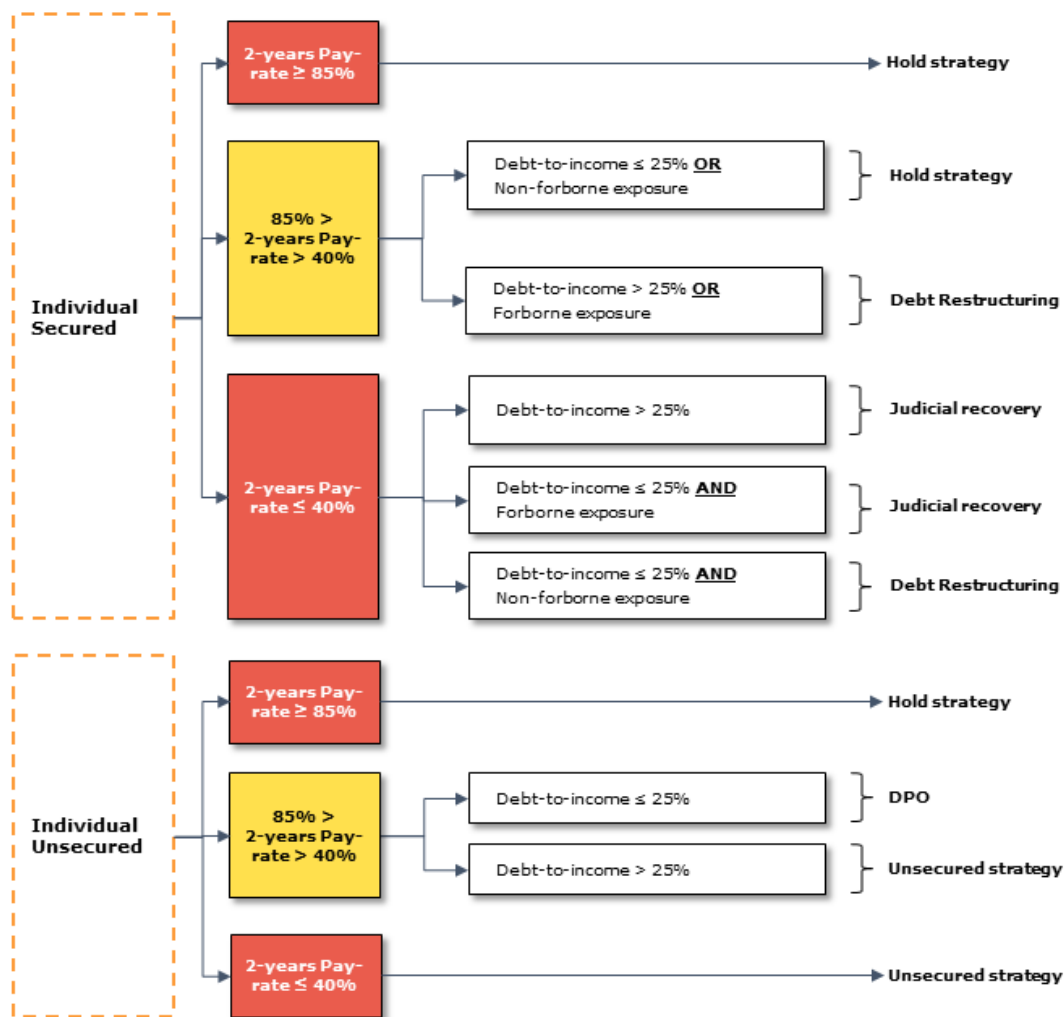 2-years Pay-
rate ≥ 85%
Hold strategy
Individual
Secured
85% >
2-years Pay-
rate > 40%
Debt-to-income ≤ 25% OR
Non-forborne exposure
Hold strategy
Debt-to-income > 25% OR
Forborne exposure
Debt Restructuring
2-years Pay-
rate ≤ 40%
Debt-to-income > 25%
Judicial recovery
Debt-to-income ≤ 25% AND
Forborne exposure
Judicial recovery
Debt-to-income ≤ 25% AND
Non-forborne exposure
Debt Restructuring
Individual
Unsecured
2-years Pay-
rate ≥ 85%
Hold strategy
85% >
2-years Pay-
rate > 40%
Debt-to-income ≤ 25%
DPO
Debt-to-income > 25%
Unsecured strategy
2-years Pay-
rate ≤ 40%
Unsecured strategy